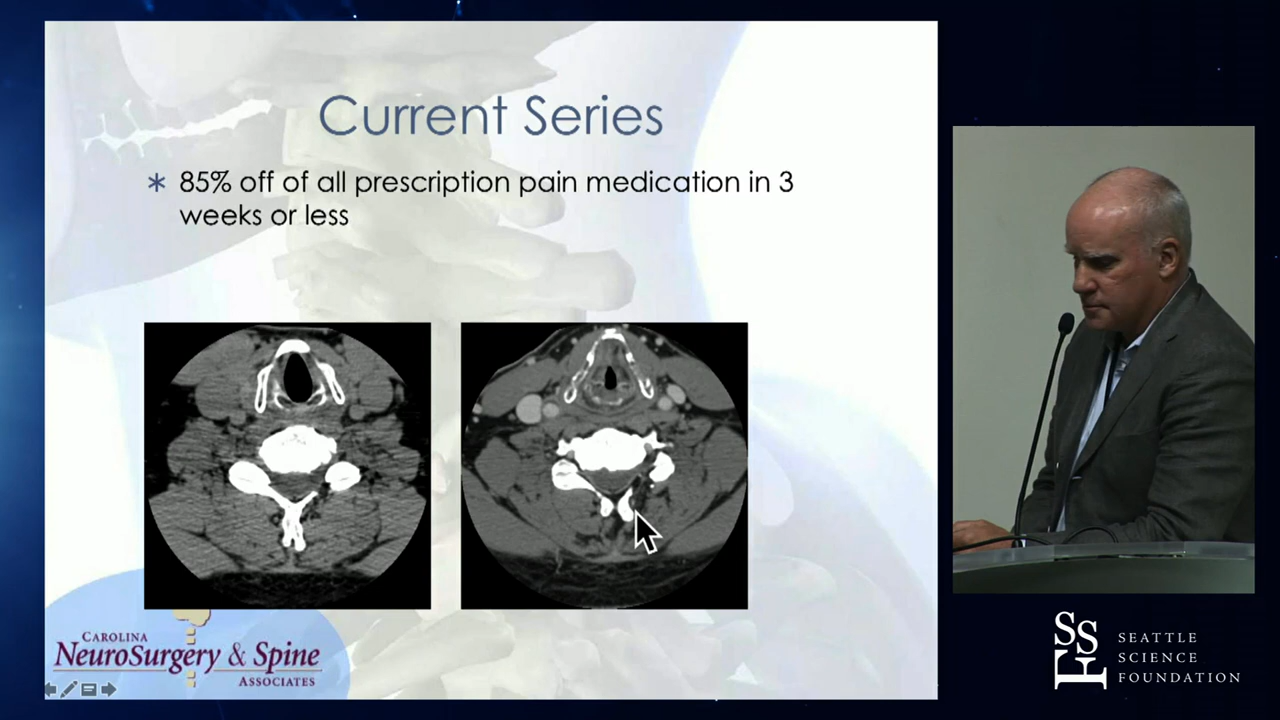 Current Series
* 85% off of all prescription pain medication in 3
weeks or less
CAROLINA
NEUROSURGERY & SPINE
ASSOCIATES
SSF
SEATTLE
SCIENCE
FOUNDATION